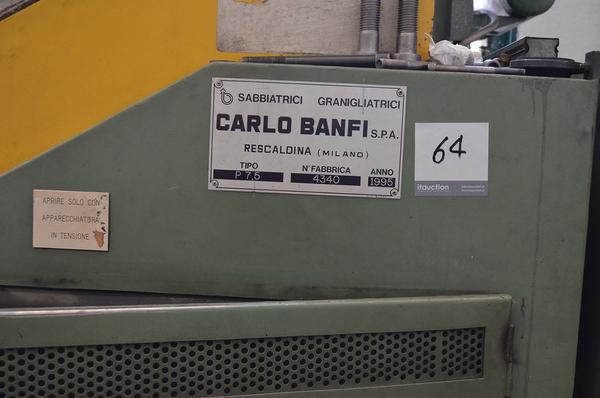 SABBIATRICI GRANIGLIATRICI
CARLO BANFI S.P.A.
RESCALDINA (MILANO)
TIPO N° FABBRICA ANNO
P 7,5 4340 1995
64
itauction
APRIRE SOLO CON
APPARECCHIATURA
IN TENSIONE